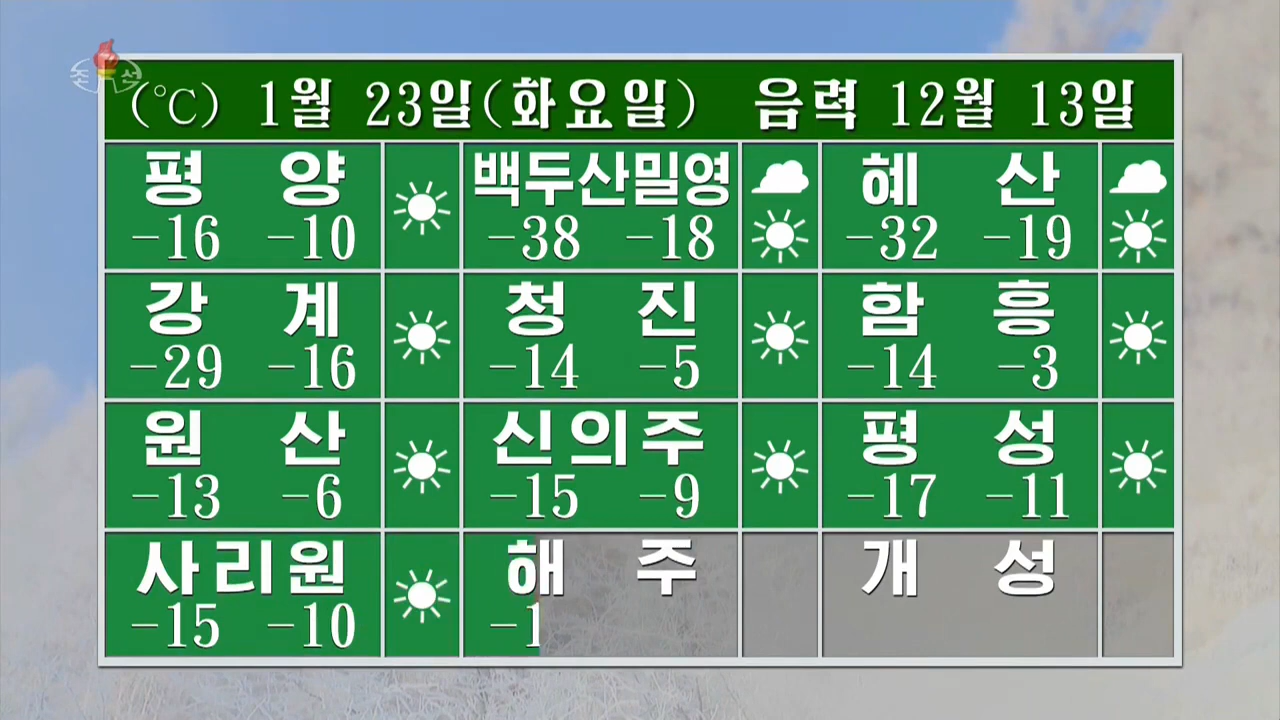 조선
(℃) 1월 23일(화요일) 음력 12월 13일
평양 백두산밀영 혜산
-16 -10 -38 -18 -32 -19
강계 청진 함흥
-29 -16 -14 -5 -14 -3
원산 신의주 평성
-13 -6 -15 -9 -17 -11
사리원 해주 개성
-15 -10 -1